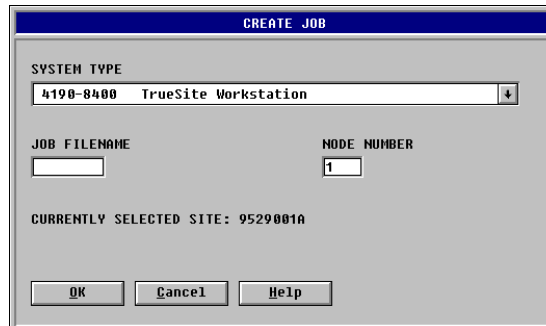 CREATE JOB
SYSTEM TYPE
4190-8400 TrueSite Workstation
JOB FILENAME NODE NUMBER
1
CURRENTLY SELECTED SITE: 9529001A
OK Cancel Help